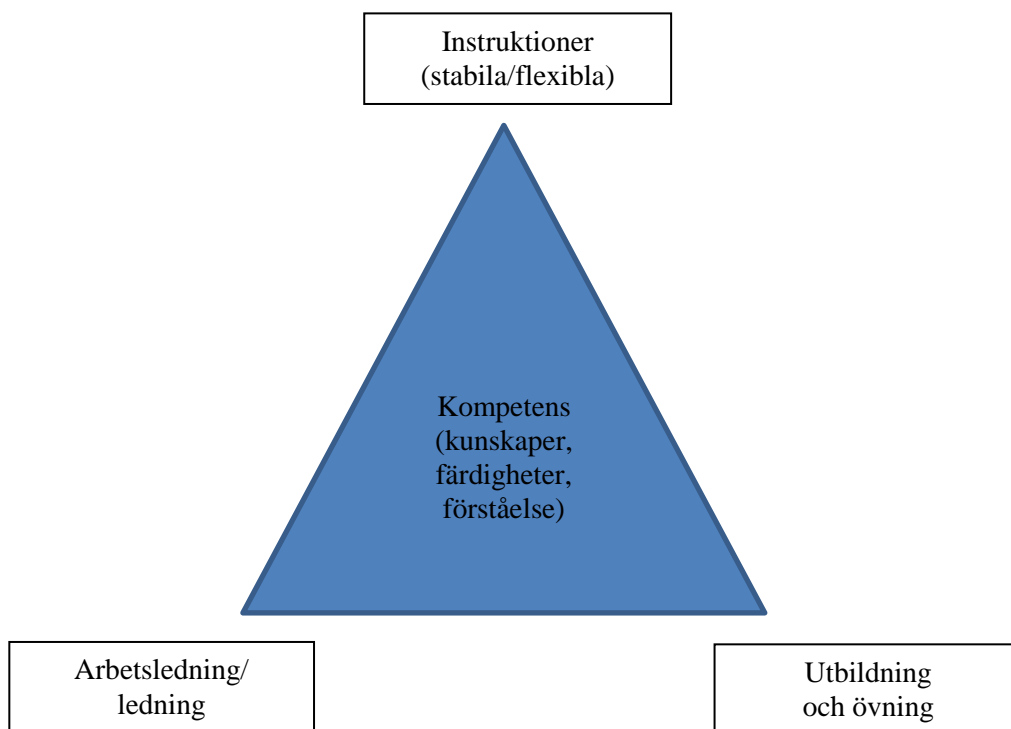 Instruktioner
(stabila/flexibla)
Kompetens
(kunskaper,
färdigheter,
förståelse)
Arbetsledning/
ledning
Utbildning
och övning